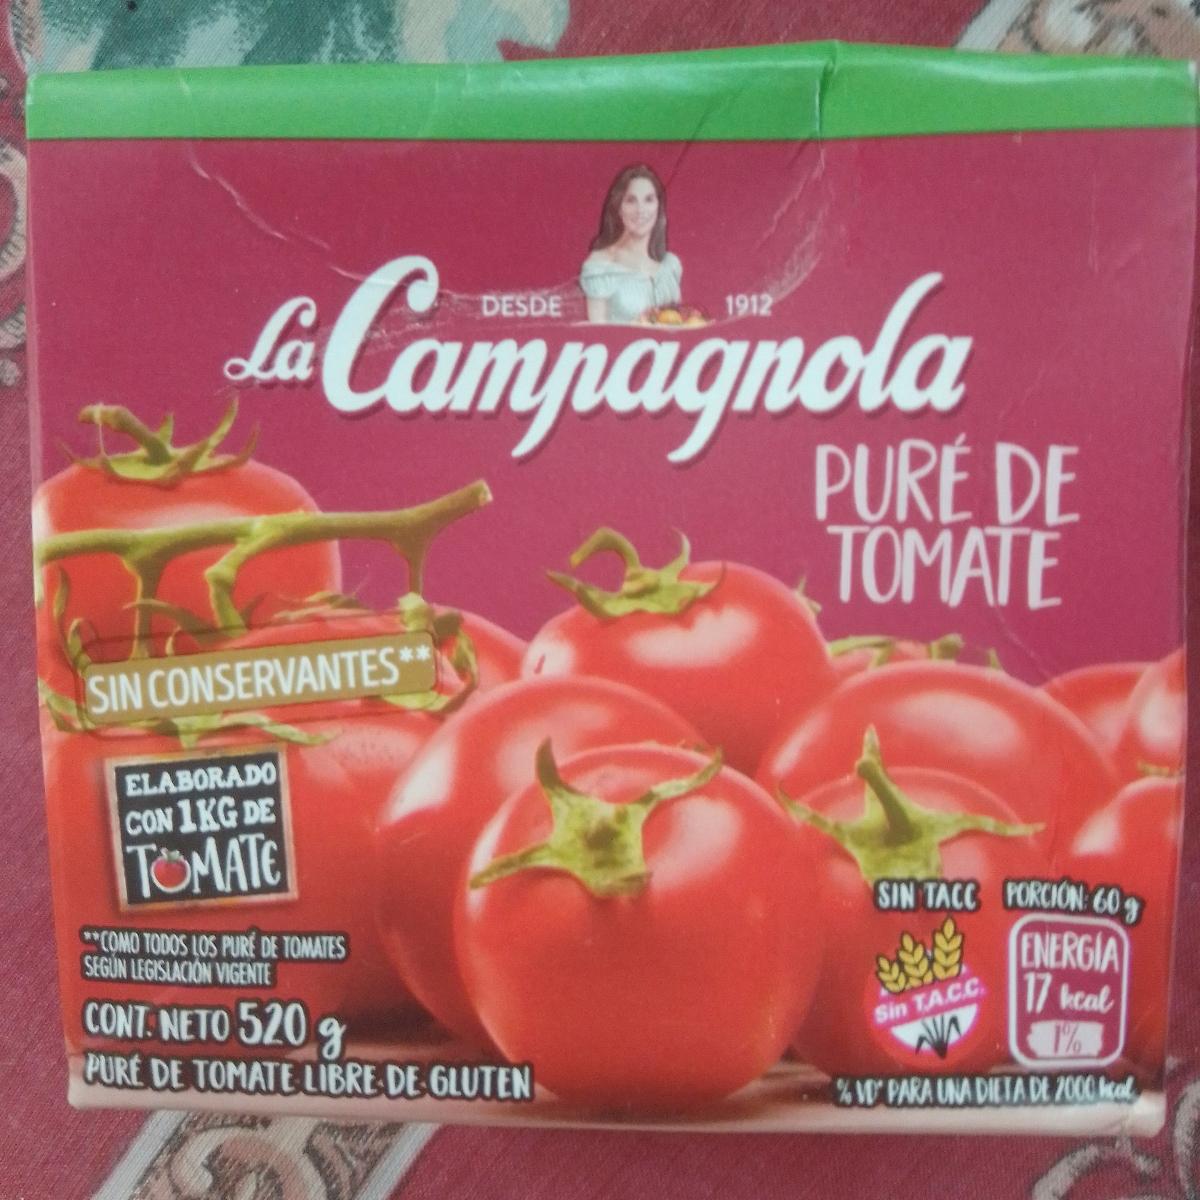 DESDE 1912
La Campagnola
PURÉ DE
TOMATE
SIN CONSERVANTES**
ELABORADO
CON 1KG DE
TOMATE
**COMO TODOS LOS PURÉ DE TOMATES
SEGÚN LEGISLACIÓN VIGENTE
CONT. NETO 520 g
PURÉ DE TOMATE LIBRE DE GLUTEN
SIN TACC
Sin T.A.C.C.
PORCIÓN: 60 g
ENERGÍA
17 kcal
1%
% VD* PARA UNA DIETA DE 2000 kcal